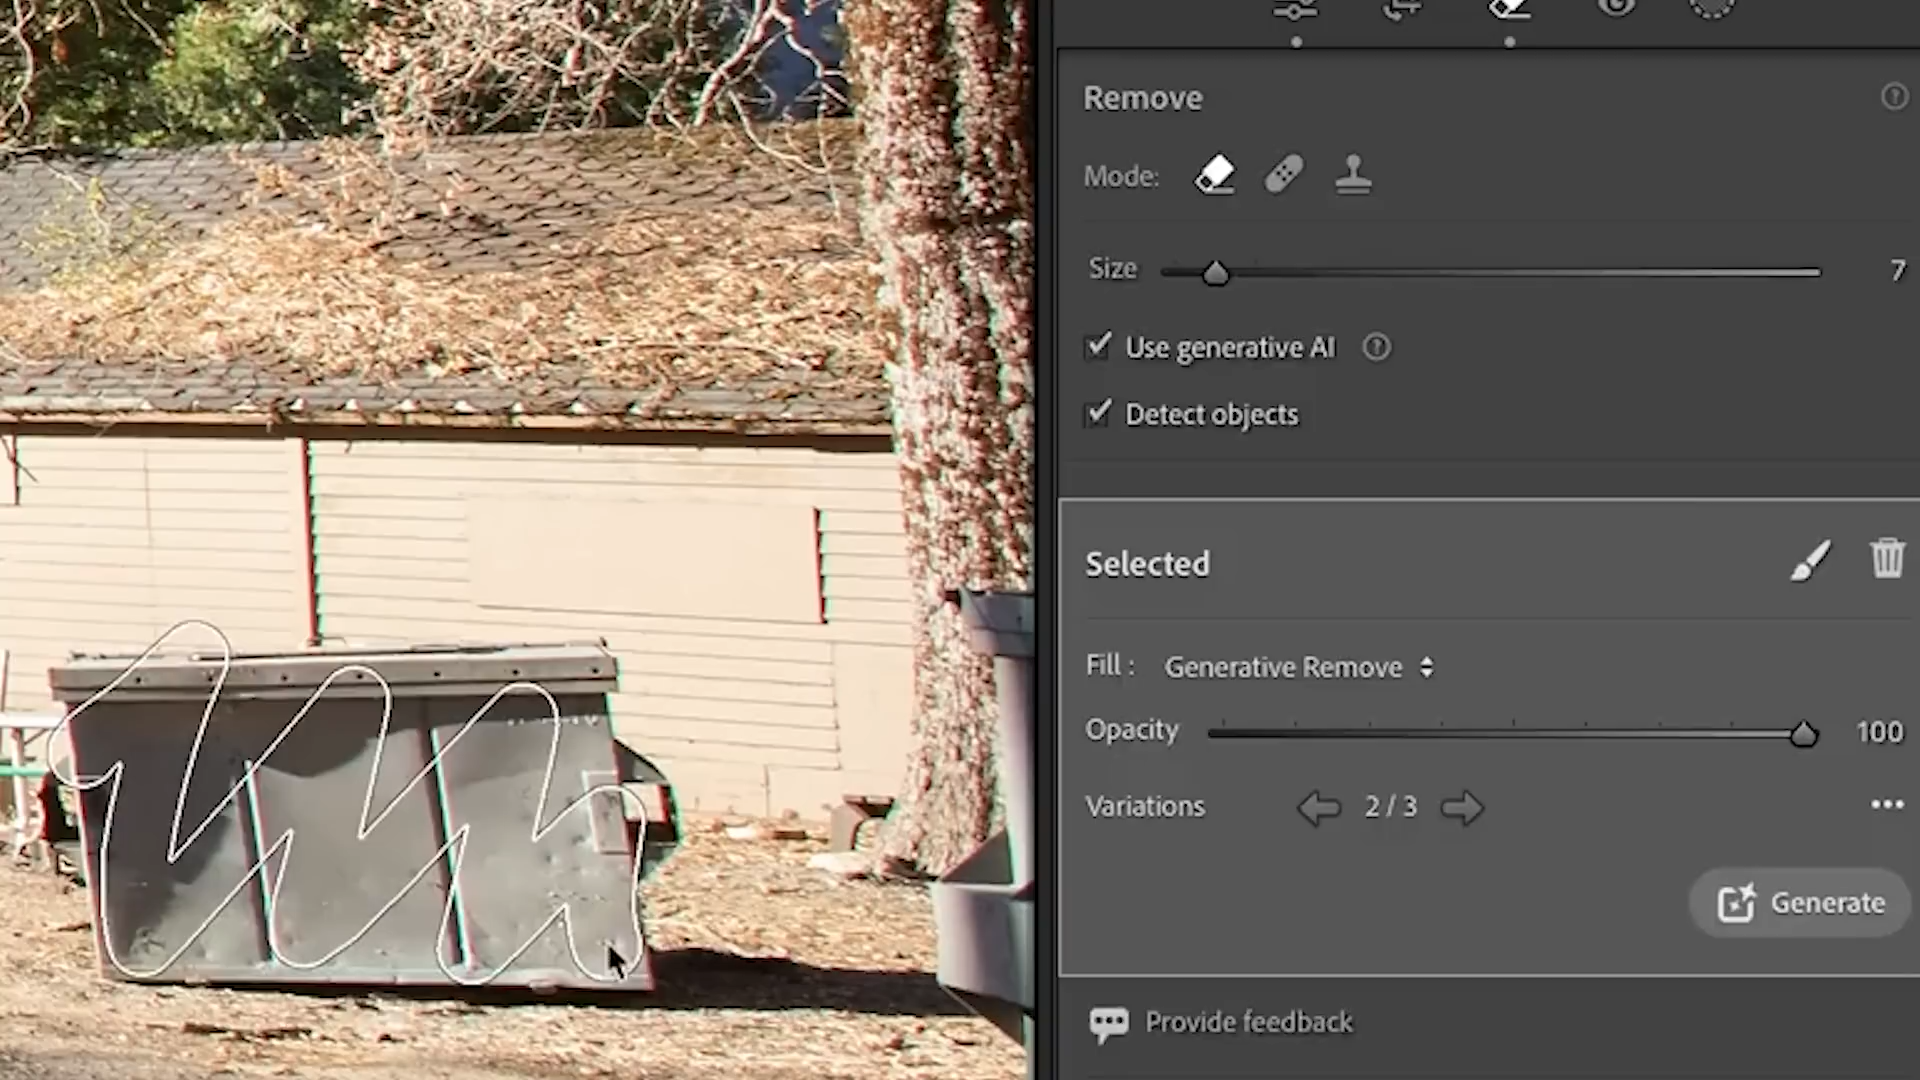 Remove
Mode:
Size 7
Use generative AI
Detect objects
Selected
Fill : Generative Remove
Opacity 100
Variations 2 / 3
Generate
Provide feedback